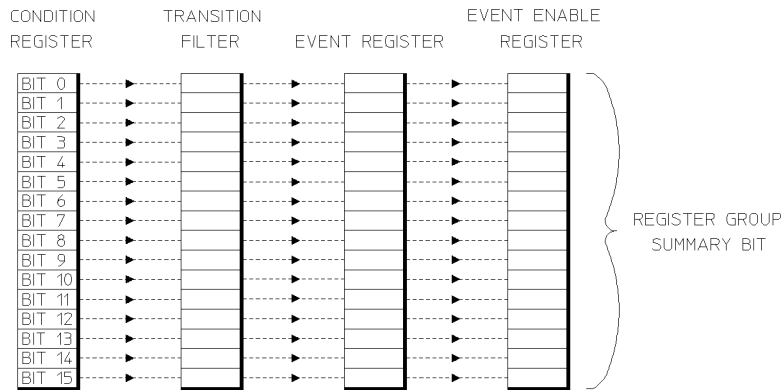 CONDITION REGISTER
TRANSITION FILTER
EVENT REGISTER
EVENT ENABLE REGISTER
BIT 0
BIT 1
BIT 2
BIT 3
BIT 4
BIT 5
BIT 6
BIT 7
BIT 8
BIT 9
BIT 10
BIT 11
BIT 12
BIT 13
BIT 14
BIT 15
REGISTER GROUP
SUMMARY BIT